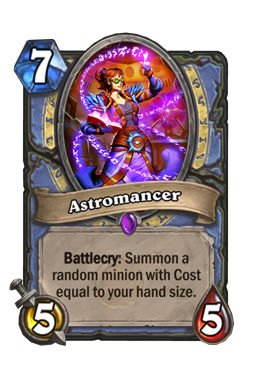 7
Astromancer
Battlecry: Summon a
random minion with Cost
equal to your hand size.
5
5